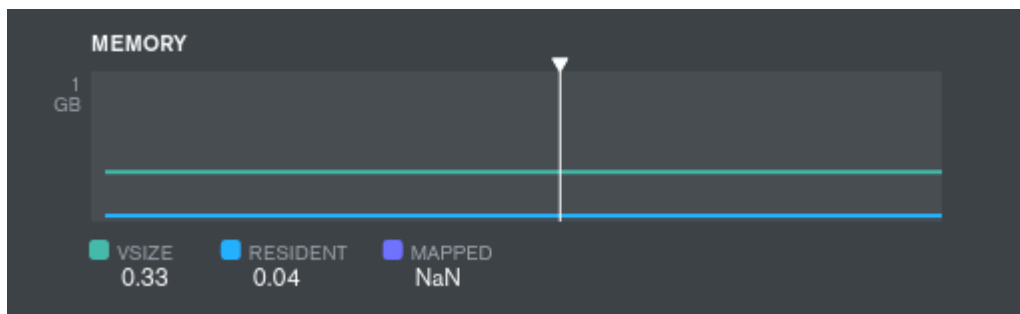 MEMORY
1
GB
VSIZE RESIDENT MAPPED
0.33 0.04 NaN